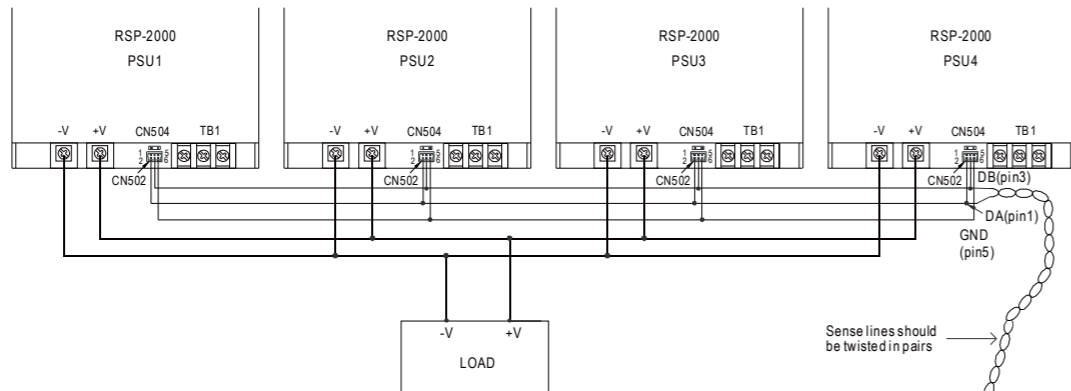 RSP-2000
PSU1
-V +V CN504 TB1
1 5
2 6
CN502
RSP-2000
PSU2
-V +V CN504 TB1
1 5
2 6
CN502
RSP-2000
PSU3
-V +V CN504 TB1
1 5
2 6
CN502
RSP-2000
PSU4
-V +V CN504 TB1
1 5
2 6
CN502
DB(pin3)
DA(pin1)
GND
(pin5)
-V +V
LOAD
Sense lines should
be twisted in pairs